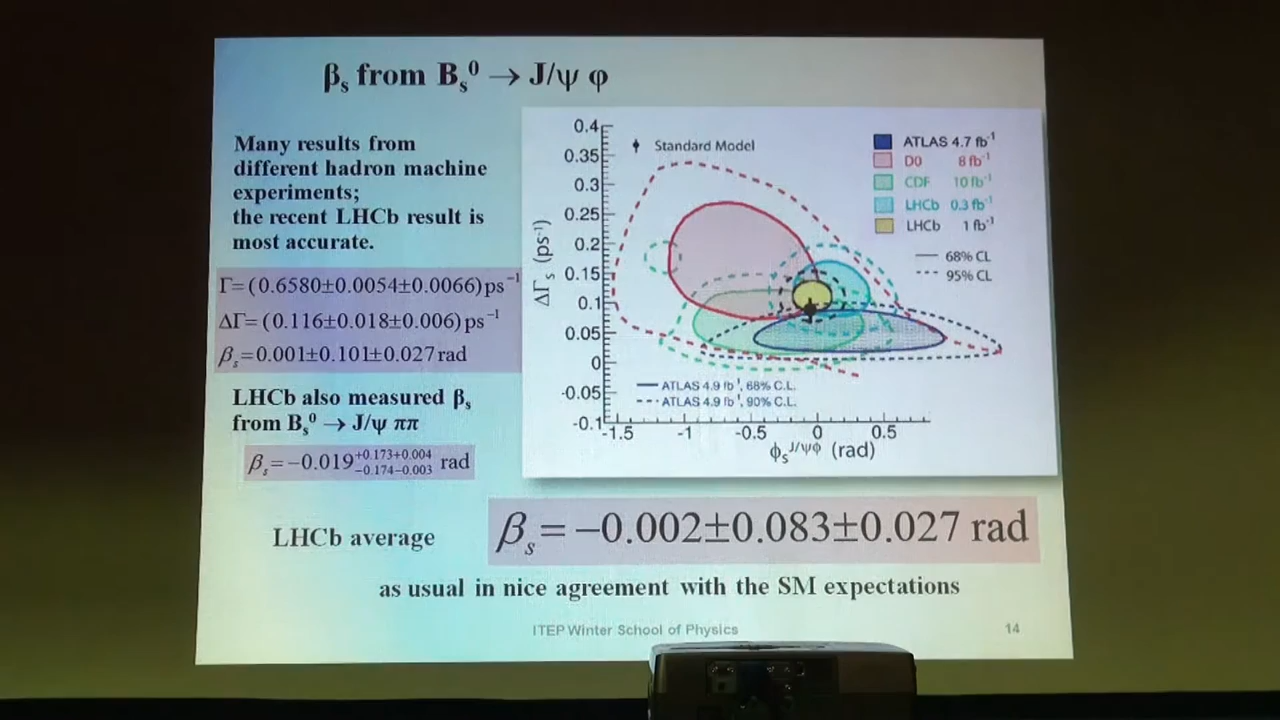 βₛ from Bₛ⁰ → J/ψ φ
Many results from
different hadron machine
experiments;
the recent LHCb result is
most accurate.
Γ=(0.6580±0.0054±0.0066)ps⁻¹
ΔΓ=(0.116±0.018±0.006)ps⁻¹
βₛ=0.001±0.101±0.027rad
LHCb also measured βₛ
from Bₛ⁰ → J/ψ ππ
βₛ=−0.019 +0.173+0.004 −0.174−0.003 rad
0.4
0.35
0.3
0.25
0.2
0.15
0.1
0.05
0
-0.05
-0.1
ΔΓₛ (ps⁻¹)
Standard Model
ATLAS 4.7 fb⁻¹
D0 8 fb⁻¹
CDF 10 fb⁻¹
LHCb 0.3 fb⁻¹
LHCb 1 fb⁻¹
68% CL
95% CL
ATLAS 4.9 fb⁻¹, 68% C.L.
ATLAS 4.9 fb⁻¹, 90% C.L.
-1.5 -1 -0.5 0 0.5
ϕₛ^J/ψϕ (rad)
LHCb average
βₛ=−0.002±0.083±0.027 rad
as usual in nice agreement with the SM expectations
ITEP Winter School of Physics
14